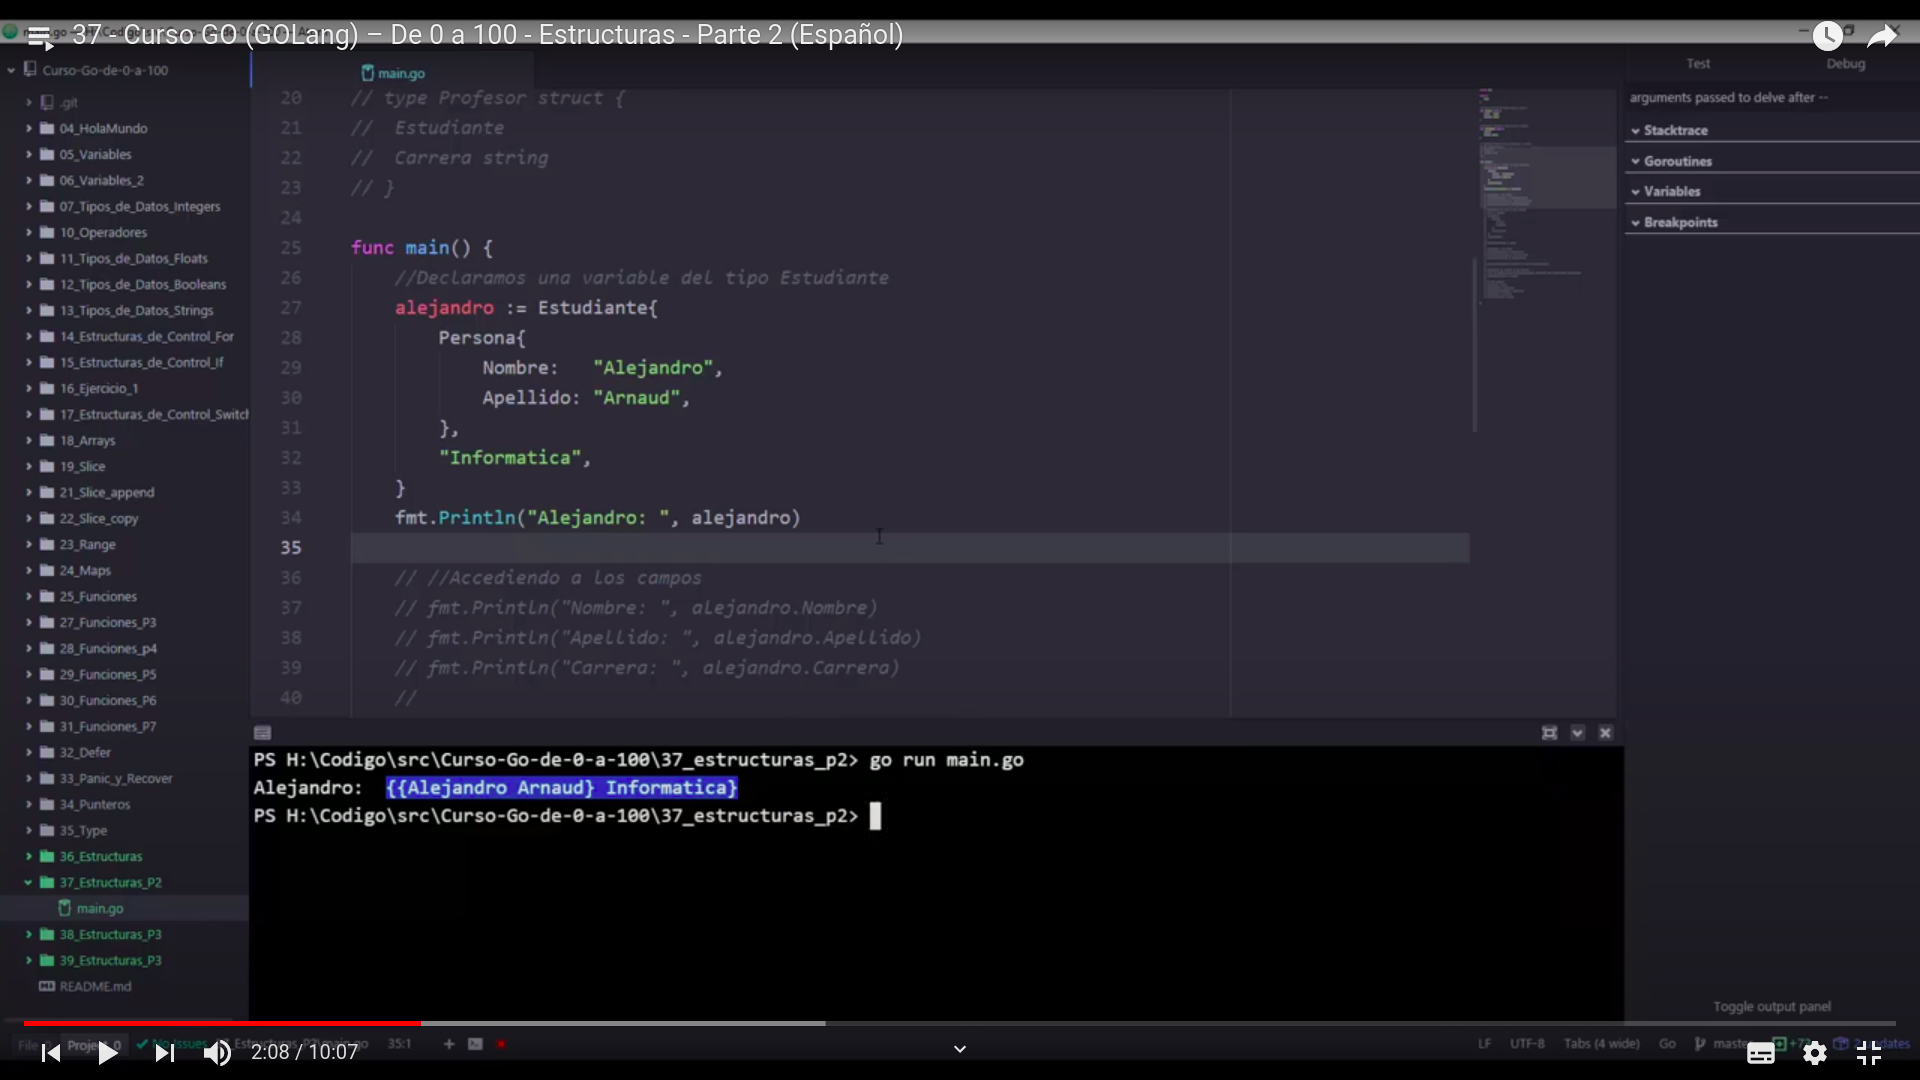 37 - Curso GO (GOLang) – De 0 a 100 - Estructuras - Parte 2 (Español)
Curso-Go-de-0-a-100
.git
04_HolaMundo
05_Variables
06_Variables_2
07_Tipos_de_Datos_Integers
10_Operadores
11_Tipos_de_Datos_Floats
12_Tipos_de_Datos_Booleans
13_Tipos_de_Datos_Strings
14_Estructuras_de_Control_For
15_Estructuras_de_Control_If
16_Ejercicio_1
17_Estructuras_de_Control_Switch
18_Arrays
19_Slice
21_Slice_append
22_Slice_copy
23_Range
24_Maps
25_Funciones
27_Funciones_P3
28_Funciones_p4
29_Funciones_P5
30_Funciones_P6
31_Funciones_P7
32_Defer
33_Panic_y_Recover
34_Punteros
35_Type
36_Estructuras
37_Estructuras_P2
main.go
38_Estructuras_P3
39_Estructuras_P3
README.md
main.go
20 // type Profesor struct {
21 // Estudiante
22 // Carrera string
23 // }
24
25 func main() {
26 //Declaramos una variable del tipo Estudiante
27 alejandro := Estudiante{
28 Persona{
29 Nombre: "Alejandro",
30 Apellido: "Arnaud",
31 },
32 "Informatica",
33 }
34 fmt.Println("Alejandro: ", alejandro)
35
36 // //Accediendo a los campos
37 // fmt.Println("Nombre: ", alejandro.Nombre)
38 // fmt.Println("Apellido: ", alejandro.Apellido)
39 // fmt.Println("Carrera: ", alejandro.Carrera)
40 //
Test Debug
arguments passed to delve after --
Stacktrace
Goroutines
Variables
Breakpoints
PS H:\Codigo\src\Curso-Go-de-0-a-100\37_estructuras_p2> go run main.go
Alejandro: {{Alejandro Arnaud} Informatica}
PS H:\Codigo\src\Curso-Go-de-0-a-100\37_estructuras_p2>
Toggle output panel
File Project 0 No Issues 35:1
LF UTF-8 Tabs (4 wide) Go
2:08 / 10:07